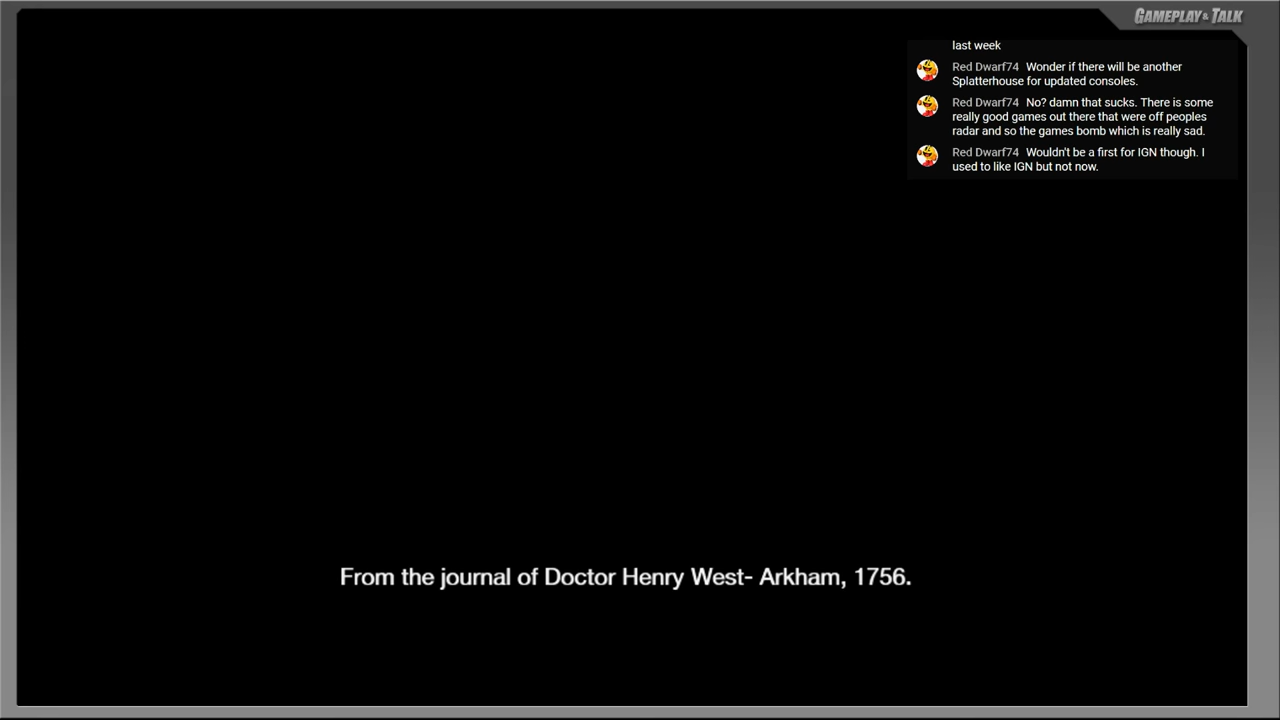 GAMEPLAY & TALK
last week
Red Dwarf74 Wonder if there will be another
Splatterhouse for updated consoles.
Red Dwarf74 No? damn that sucks. There is some
really good games out there that were off peoples
radar and so the games bomb which is really sad.
Red Dwarf74 Wouldn't be a first for IGN though. I
used to like IGN but not now.
From the journal of Doctor Henry West- Arkham, 1756.